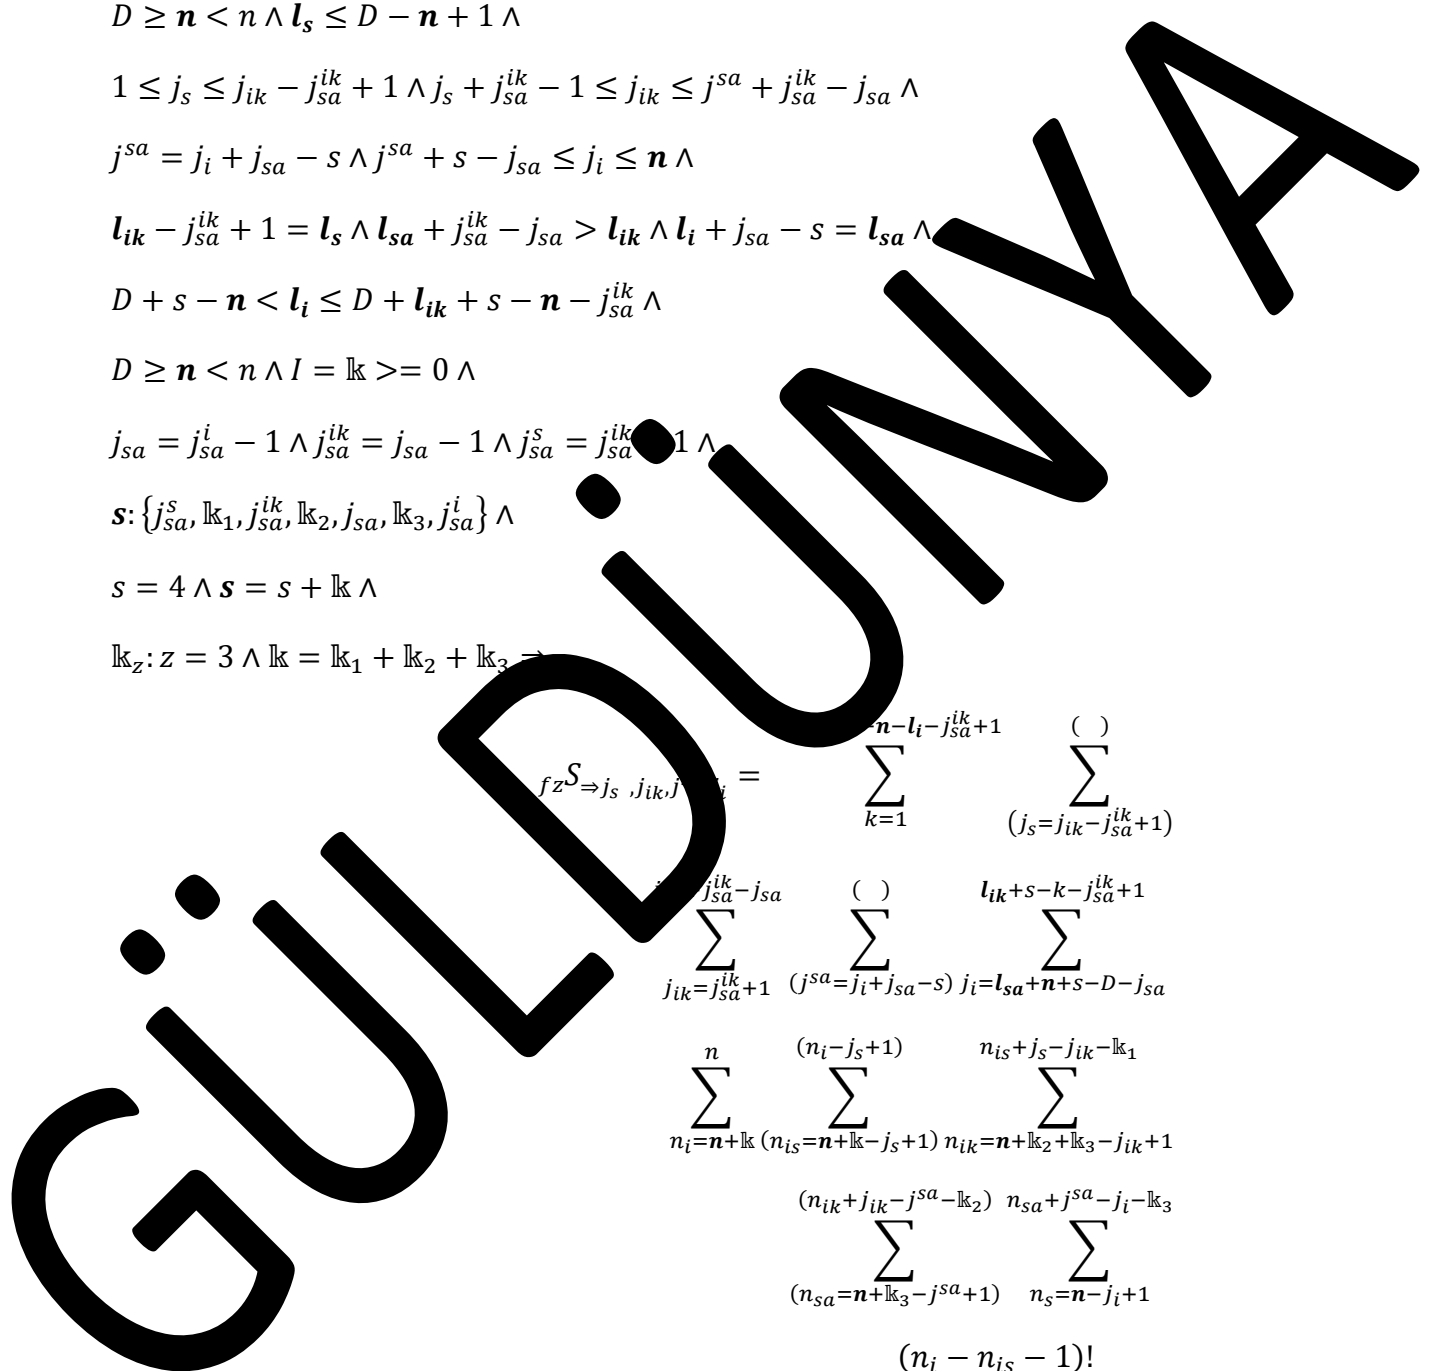 D ≥ n < n ∧ l_s ≤ D − n + 1 ∧
1 ≤ j_s ≤ j_ik − j_sa^ik + 1 ∧ j_s + j_sa^ik − 1 ≤ j_ik ≤ j^sa + j_sa^ik − j_sa ∧
j^sa = j_i + j_sa − s ∧ j^sa + s − j_sa ≤ j_i ≤ n ∧
l_ik − j_sa^ik + 1 = l_s ∧ l_sa + j_sa^ik − j_sa > l_ik ∧ l_i + j_sa − s = l_sa ∧
D + s − n < l_i ≤ D + l_ik + s − n − j_sa^ik ∧
D ≥ n < n ∧ I = 𝕜 >= 0 ∧
j_sa = j_sa^i − 1 ∧ j_sa^ik = j_sa − 1 ∧ j_sa^s = j_sa^ik 1 ∧
s: {j_sa^s, 𝕜_1, j_sa^ik, 𝕜_2, j_sa, 𝕜_3, j_sa^i} ∧
s = 4 ∧ s = s + 𝕜 ∧
𝕜_z: z = 3 ∧ 𝕜 = 𝕜_1 + 𝕜_2 + 𝕜_3 ⇒
−n−l_i−j_sa^ik+1 ( )
fz S ⇒j_s ,j_ik, = ∑ ∑
k=1 (j_s=j_ik−j_sa^ik+1)
j_sa^ik−j_sa ( ) l_ik+s−k−j_sa^ik+1
∑ ∑ ∑
j_ik=j_sa^ik+1 (j^sa=j_i+j_sa−s) j_i=l_sa+n+s−D−j_sa
n (n_i−j_s+1) n_is+j_s−j_ik−𝕜_1
∑ ∑ ∑
n_i=n+𝕜 (n_is=n+𝕜−j_s+1) n_ik=n+𝕜_2+𝕜_3−j_ik+1
(n_ik+j_ik−j^sa−𝕜_2) n_sa+j^sa−j_i−𝕜_3
∑ ∑
(n_sa=n+𝕜_3−j^sa+1) n_s=n−j_i+1
(n_i − n_is − 1)!
GÜLDÜNYA